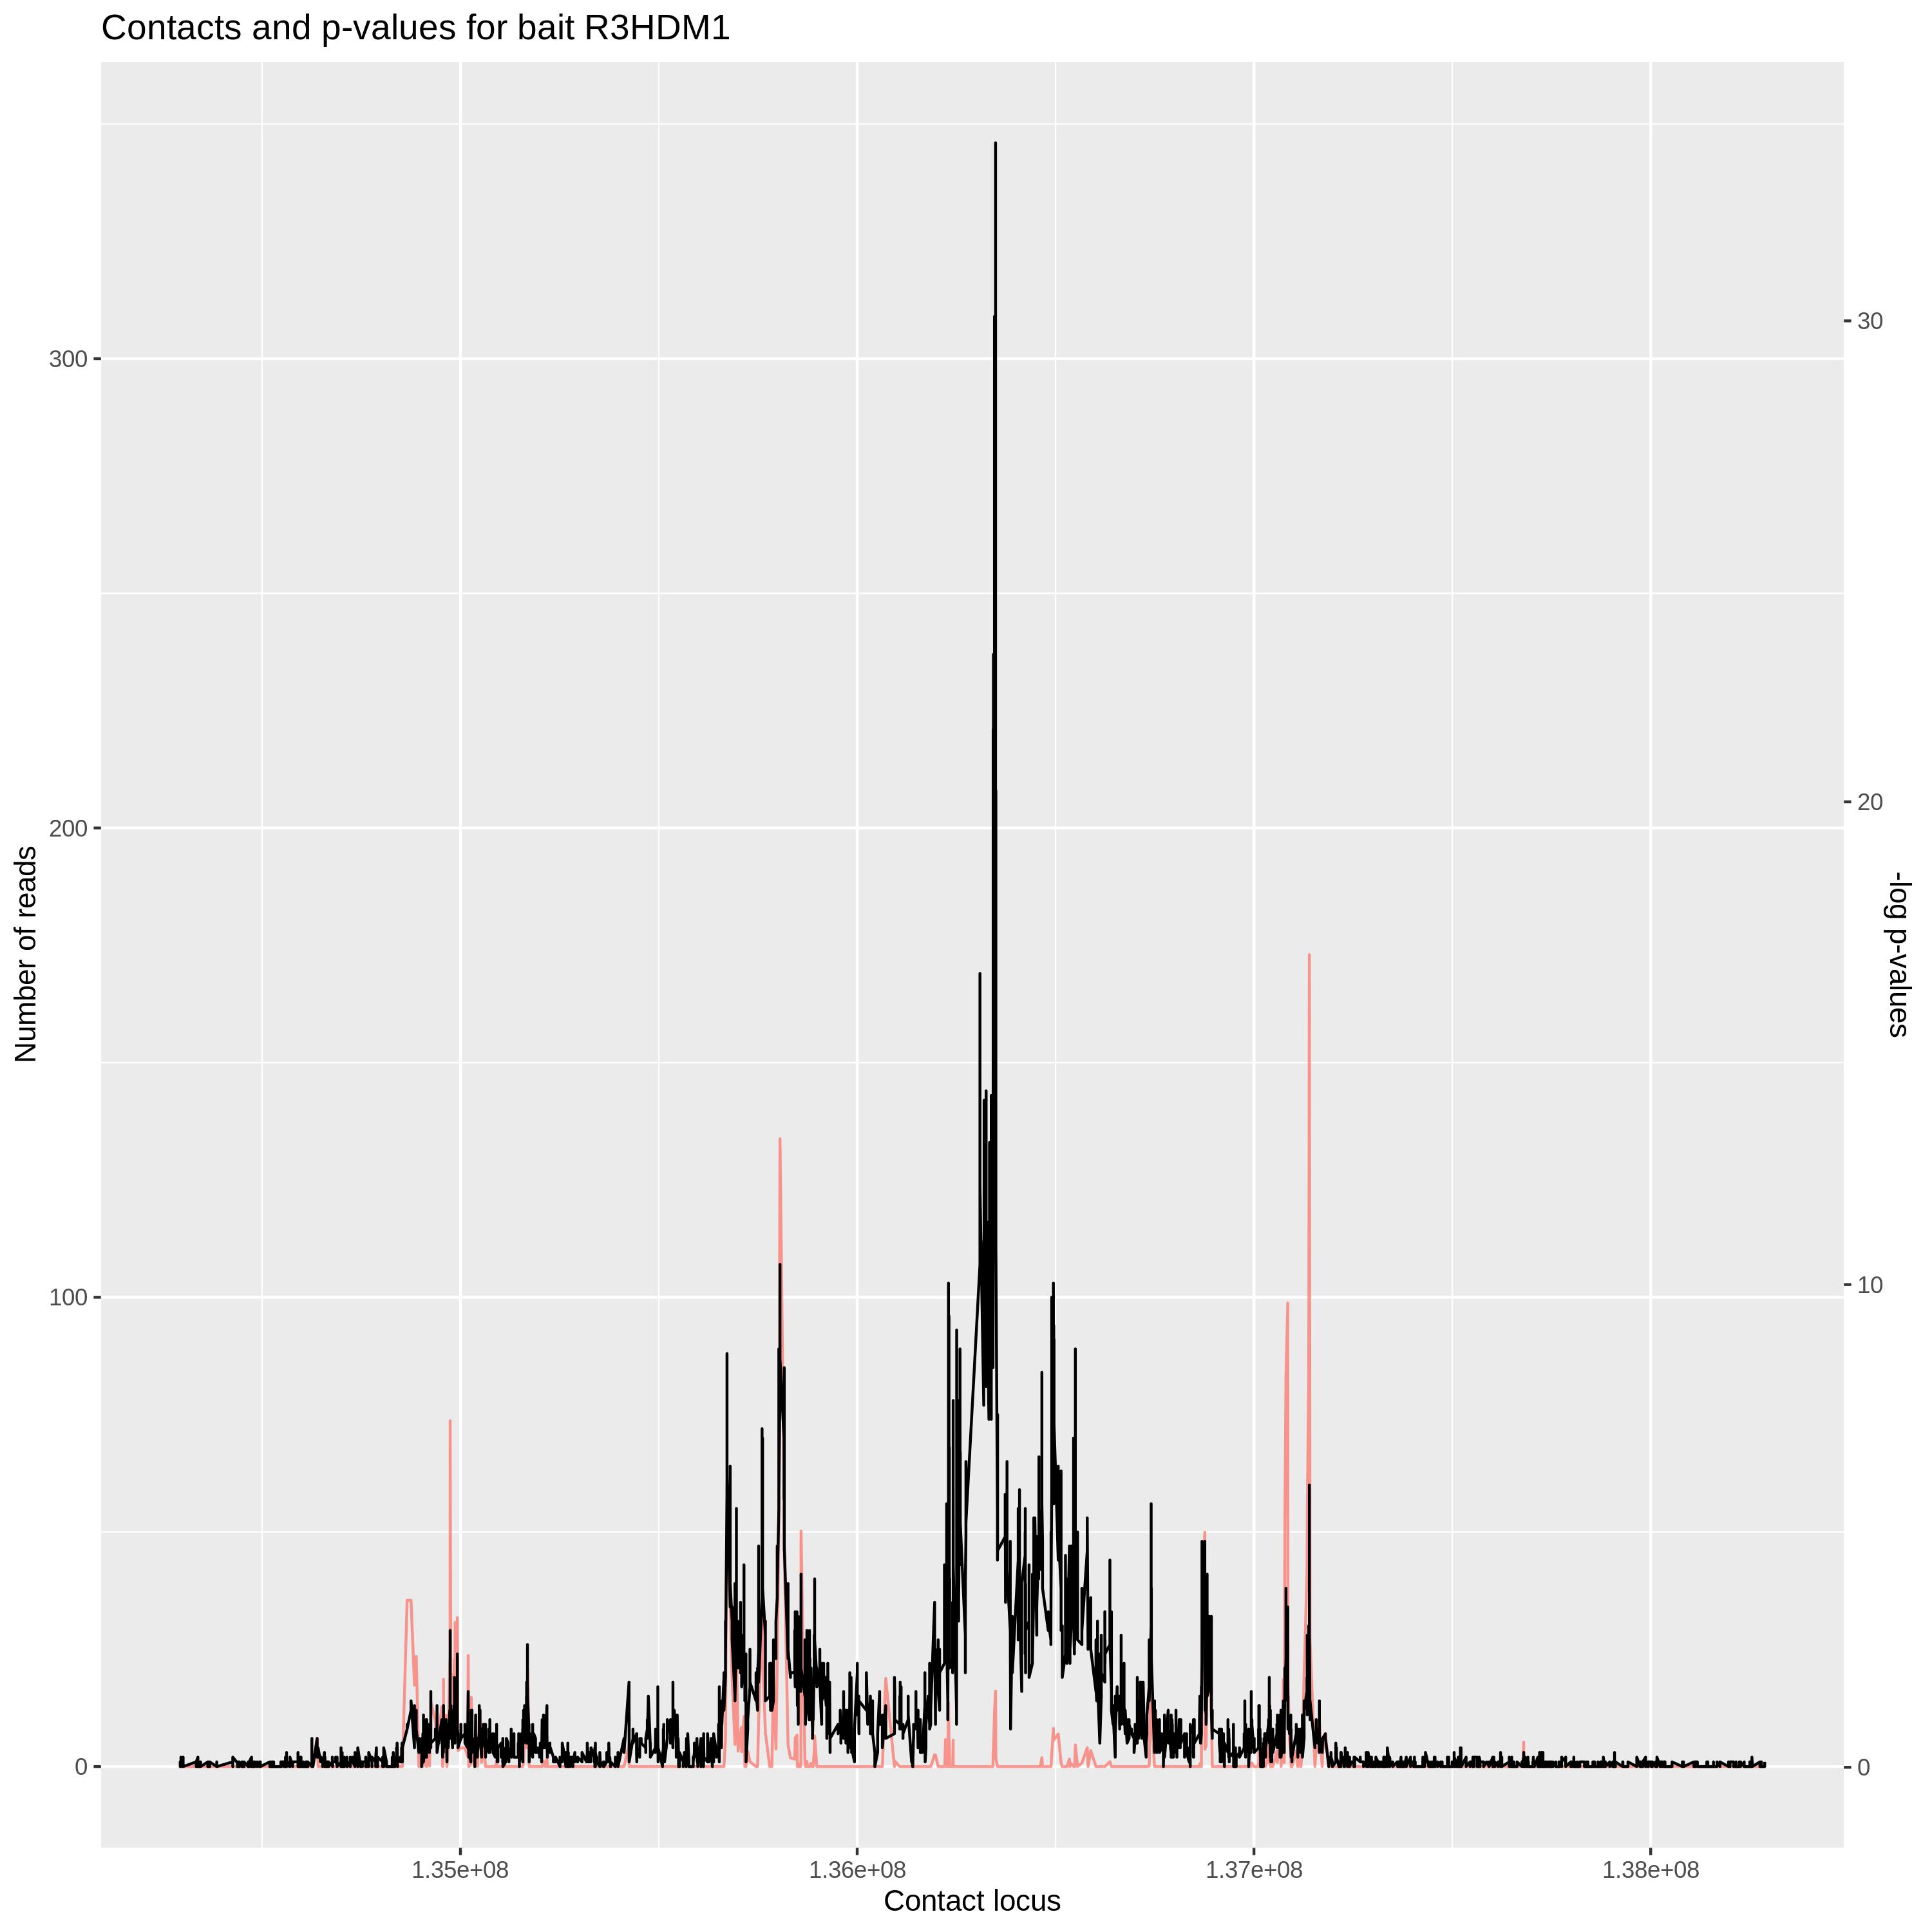 Contacts and p-values for bait R3HDM1
300
200
100
0
Number of reads
30
20
10
0
-log p-values
1.35e+08
1.36e+08
1.37e+08
1.38e+08
Contact locus